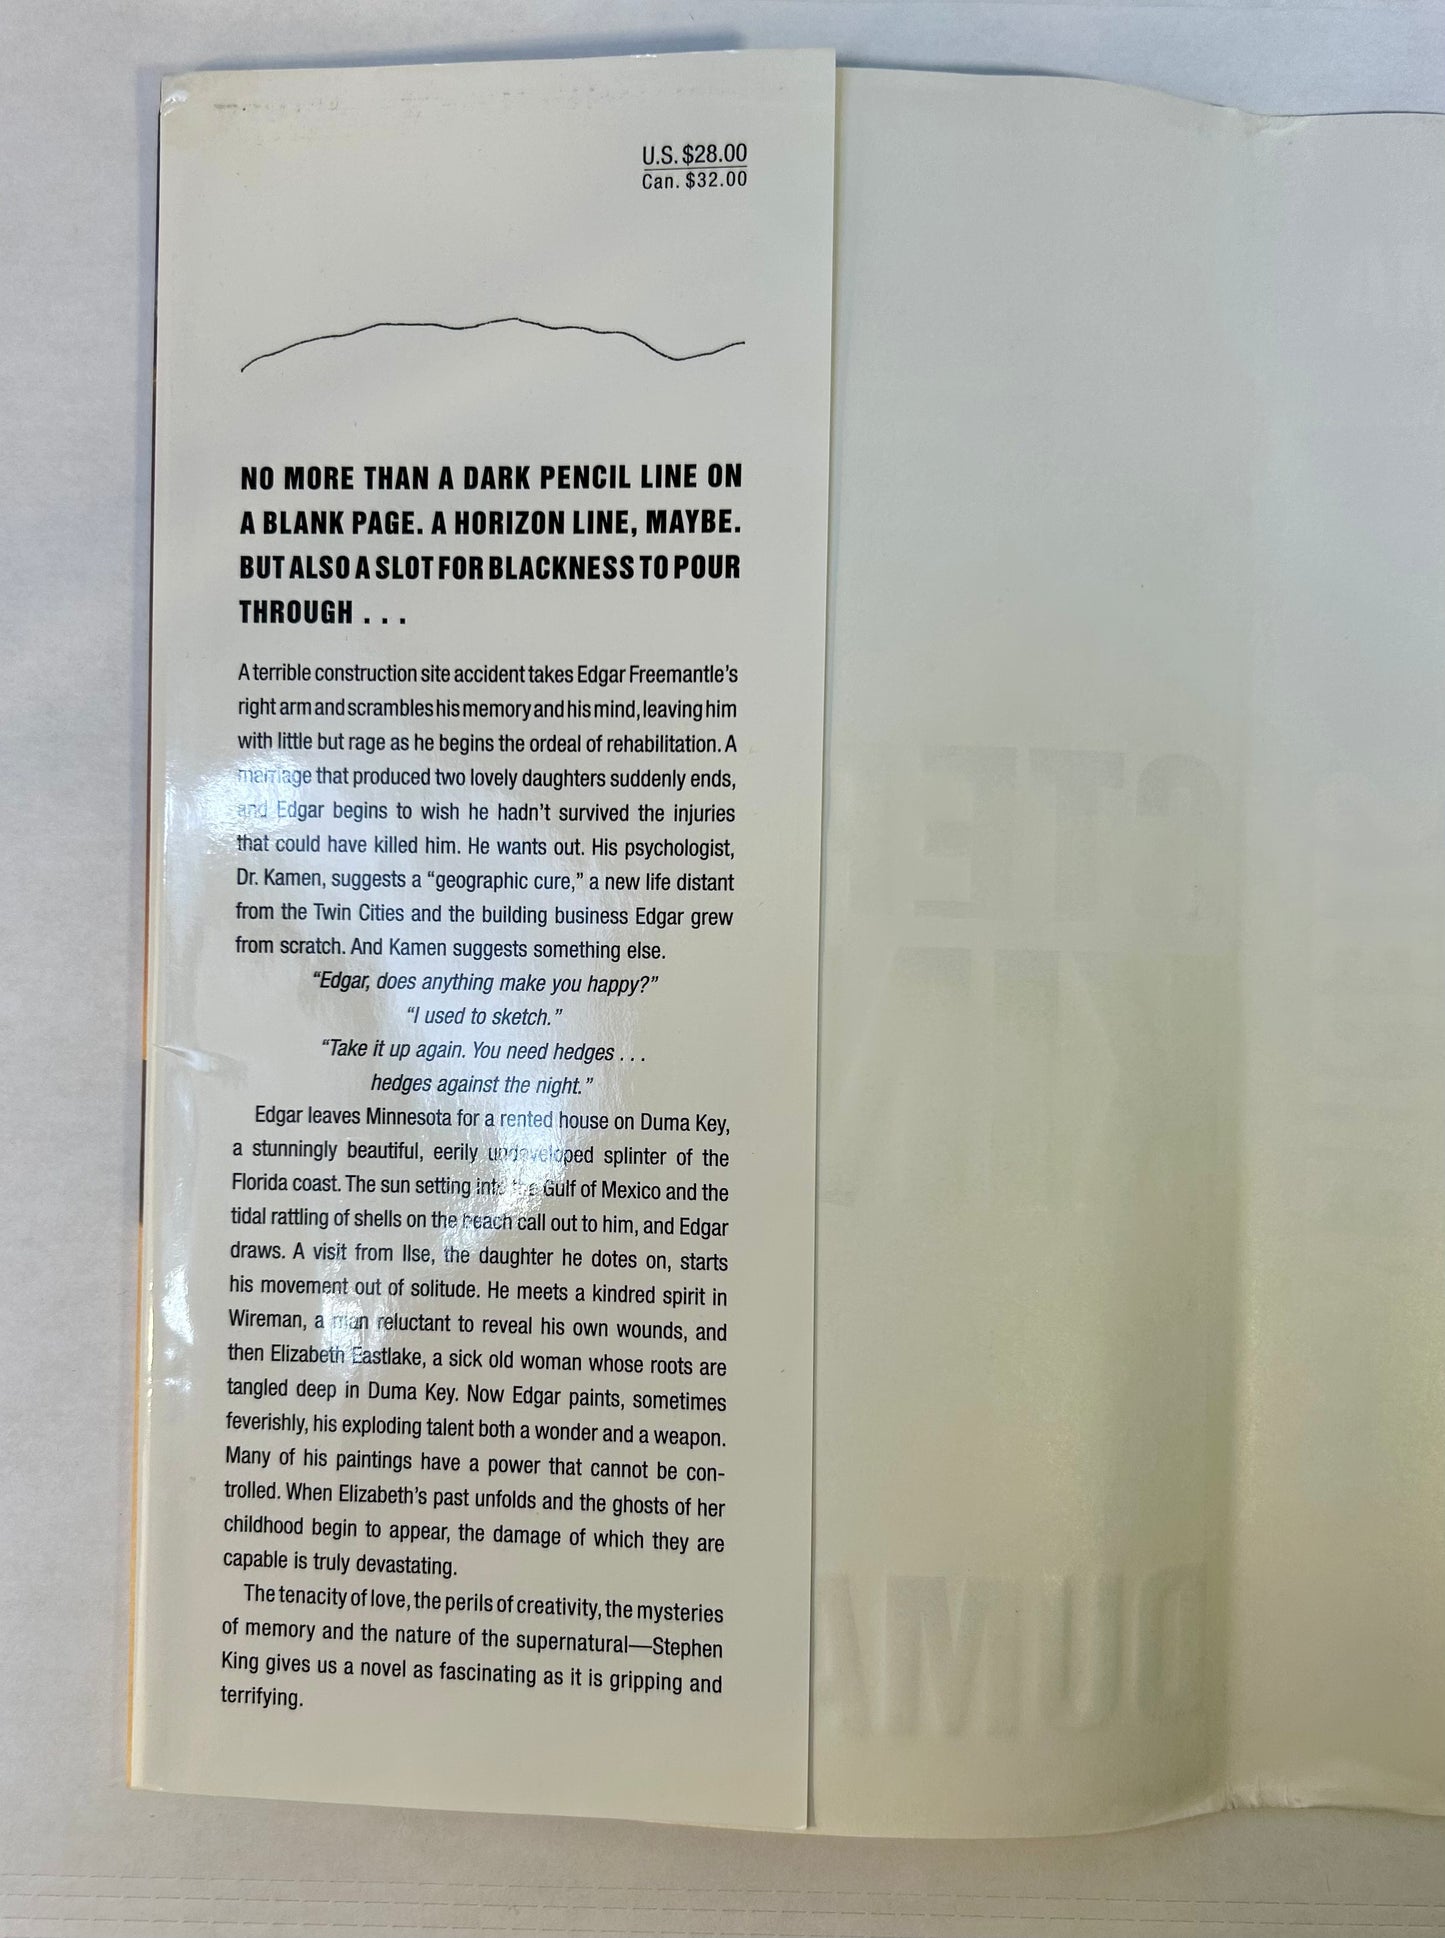 U.S. $28.00
Can. $32.00
NO MORE THAN A DARK PENCIL LINE ON
A BLANK PAGE. A HORIZON LINE, MAYBE.
BUT ALSO A SLOT FOR BLACKNESS TO POUR
THROUGH . . .
A terrible construction site accident takes Edgar Freemantle's
right arm and scrambles his memory and his mind, leaving him
with little but rage as he begins the ordeal of rehabilitation. A
marriage that produced two lovely daughters suddenly ends,
and Edgar begins to wish he hadn't survived the injuries
that could have killed him. He wants out. His psychologist,
Dr. Kamen, suggests a “geographic cure,” a new life distant
from the Twin Cities and the building business Edgar grew
from scratch. And Kamen suggests something else.
“Edgar, does anything make you happy?”
“I used to sketch.”
“Take it up again. You need hedges . . .
hedges against the night.”
Edgar leaves Minnesota for a rented house on Duma Key,
a stunningly beautiful, eerily undeveloped splinter of the
Florida coast. The sun setting into the Gulf of Mexico and the
tidal rattling of shells on the beach call out to him, and Edgar
draws. A visit from Ilse, the daughter he dotes on, starts
his movement out of solitude. He meets a kindred spirit in
Wireman, a man reluctant to reveal his own wounds, and
then Elizabeth Eastlake, a sick old woman whose roots are
tangled deep in Duma Key. Now Edgar paints, sometimes
feverishly, his exploding talent both a wonder and a weapon.
Many of his paintings have a power that cannot be con-
trolled. When Elizabeth's past unfolds and the ghosts of her
childhood begin to appear, the damage of which they are
capable is truly devastating.
The tenacity of love, the perils of creativity, the mysteries
of memory and the nature of the supernatural—Stephen
King gives us a novel as fascinating as it is gripping and
terrifying.